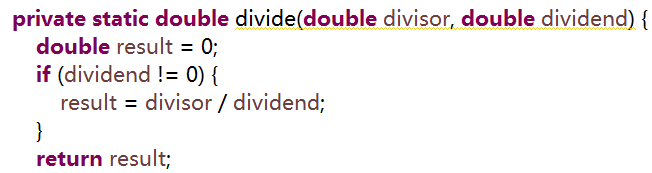 private static double divide(double divisor, double dividend) {
double result = 0;
if (dividend != 0) {
result = divisor / dividend;
}
return result;